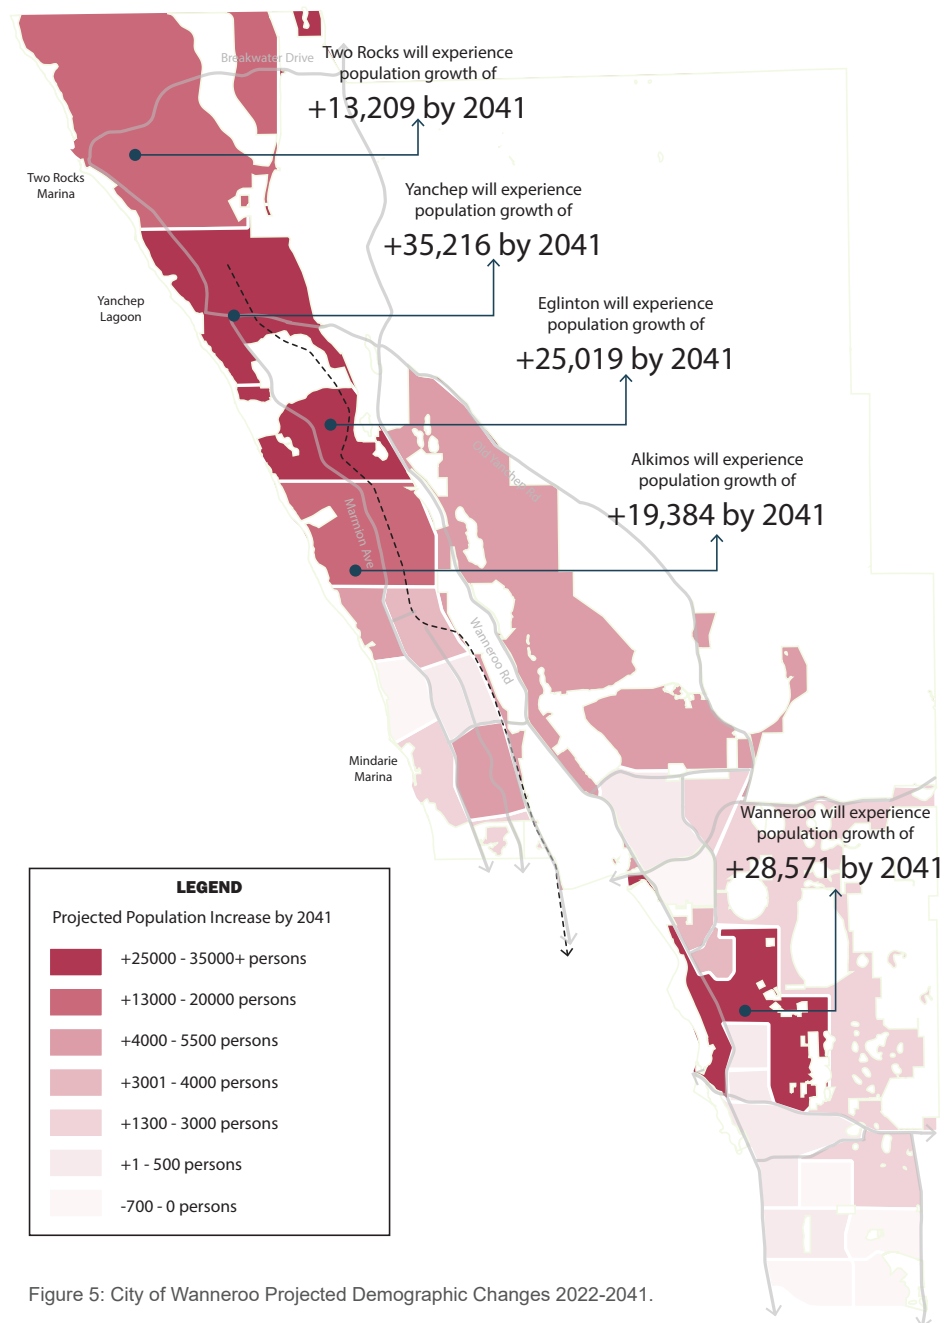 Breakwater Drive
Two Rocks will experience
population growth of
+13,209 by 2041
Two Rocks
Marina
Yanchep will experience
population growth of
+35,216 by 2041
Yanchep
Lagoon
Eglinton will experience
population growth of
+25,019 by 2041
Old Yanchep Rd
Alkimos will experience
population growth of
+19,384 by 2041
Marmion Ave
Wanneroo Rd
Mindarie
Marina
Wanneroo will experience
population growth of
+28,571 by 2041
LEGEND
Projected Population Increase by 2041
+25000 - 35000+ persons
+13000 - 20000 persons
+4000 - 5500 persons
+3001 - 4000 persons
+1300 - 3000 persons
+1 - 500 persons
-700 - 0 persons
Figure 5: City of Wanneroo Projected Demographic Changes 2022-2041.